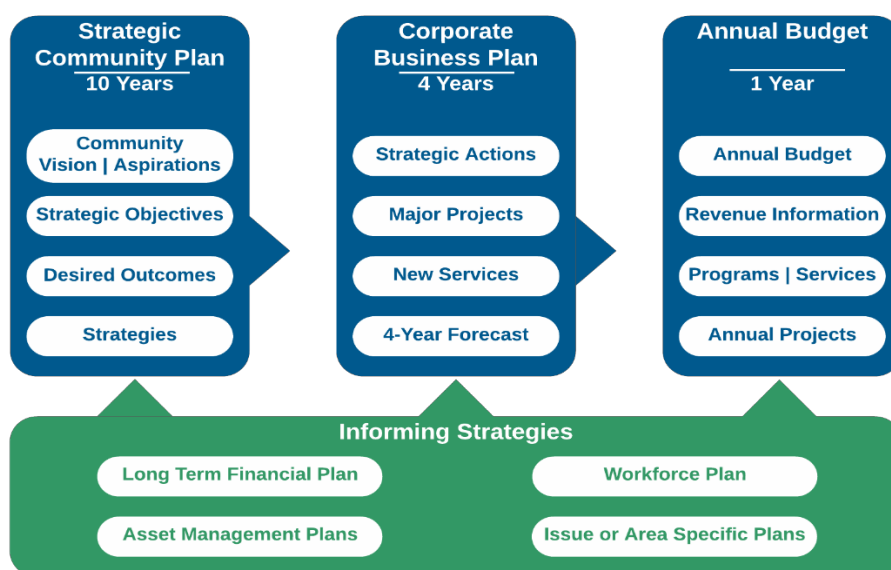 Strategic
Community Plan
10 Years
Community
Vision | Aspirations
Strategic Objectives
Desired Outcomes
Strategies
Corporate
Business Plan
4 Years
Strategic Actions
Major Projects
New Services
4-Year Forecast
Annual Budget
1 Year
Annual Budget
Revenue Information
Programs | Services
Annual Projects
Informing Strategies
Long Term Financial Plan
Workforce Plan
Asset Management Plans
Issue or Area Specific Plans